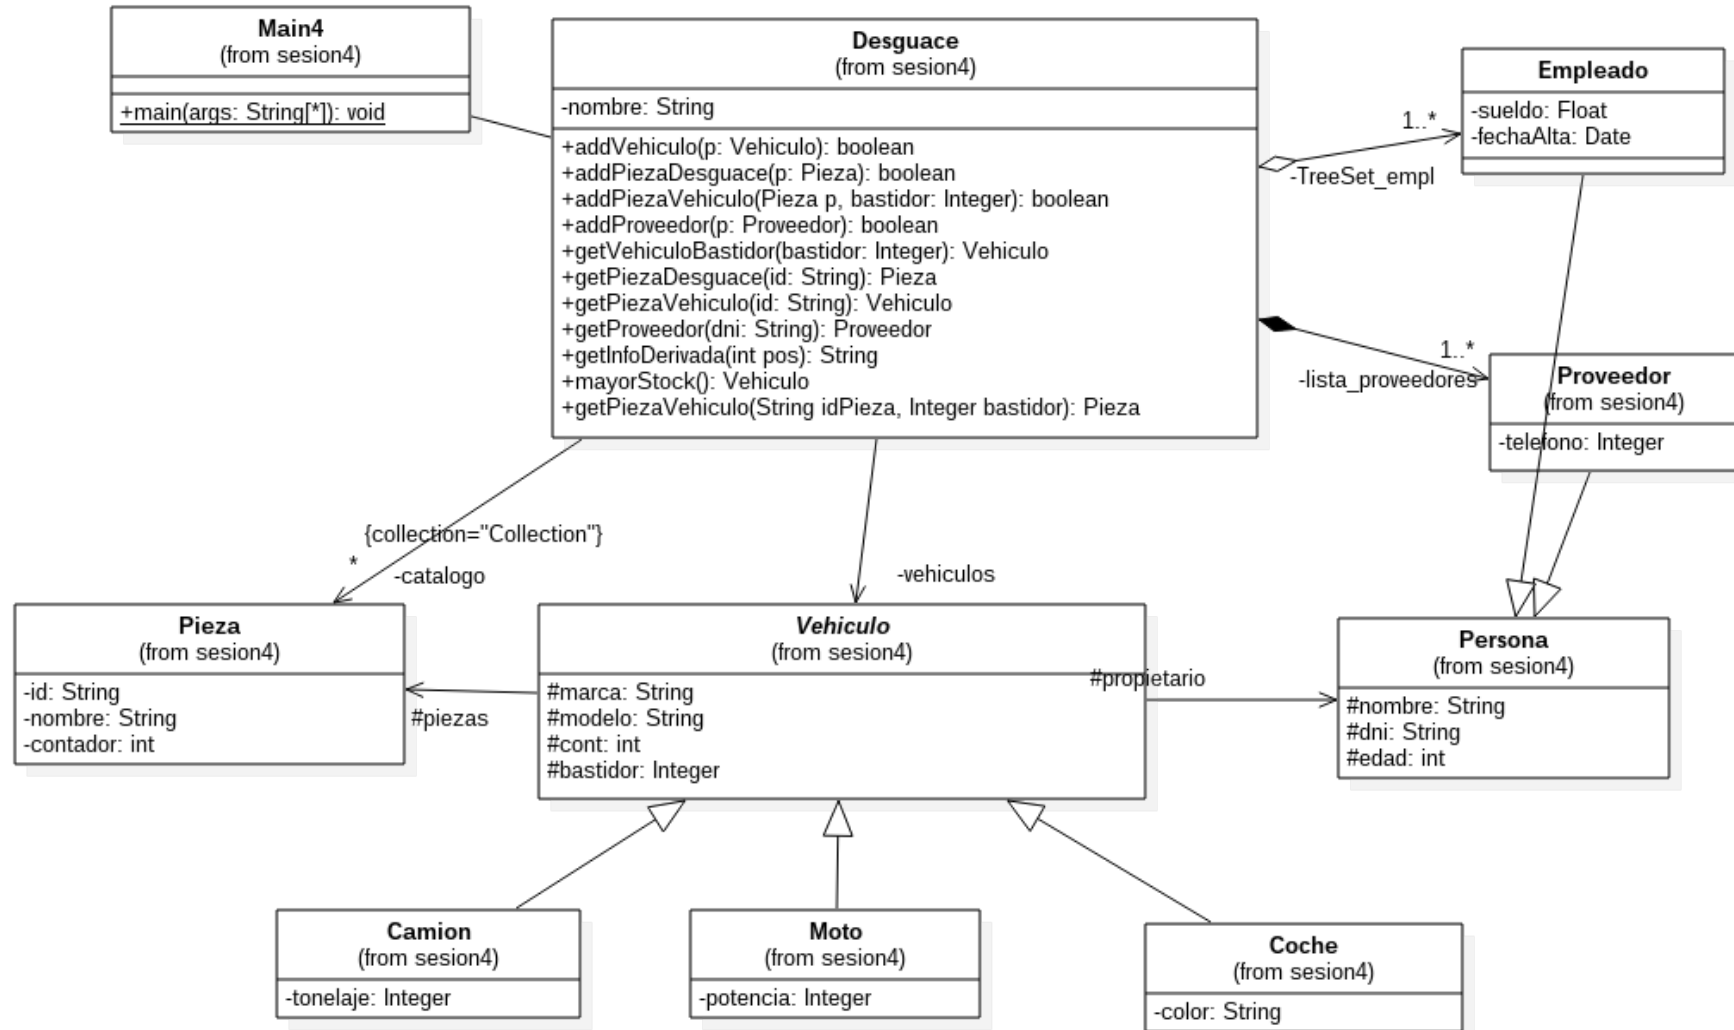 Main4
(from sesion4)
+main(args: String[*]): void
Desguace
(from sesion4)
-nombre: String
+addVehiculo(p: Vehiculo): boolean
+addPiezaDesguace(p: Pieza): boolean
+addPiezaVehiculo(Pieza p, bastidor: Integer): boolean
+addProveedor(p: Proveedor): boolean
+getVehiculoBastidor(bastidor: Integer): Vehiculo
+getPiezaDesguace(id: String): Pieza
+getPiezaVehiculo(id: String): Vehiculo
+getProveedor(dni: String): Proveedor
+getInfoDerivada(int pos): String
+mayorStock(): Vehiculo
+getPiezaVehiculo(String idPieza, Integer bastidor): Pieza
Empleado
-sueldo: Float
-fechaAlta: Date
1..*
-TreeSet_empl
1..*
-lista_proveedores
Proveedor
(from sesion4)
-telefono: Integer
{collection="Collection"}
*
-catalogo
-vehiculos
Pieza
(from sesion4)
-id: String
-nombre: String
-contador: int
#piezas
Vehiculo
(from sesion4)
#marca: String
#modelo: String
#cont: int
#bastidor: Integer
#propietario
Persona
(from sesion4)
#nombre: String
#dni: String
#edad: int
Camion
(from sesion4)
-tonelaje: Integer
Moto
(from sesion4)
-potencia: Integer
Coche
(from sesion4)
-color: String